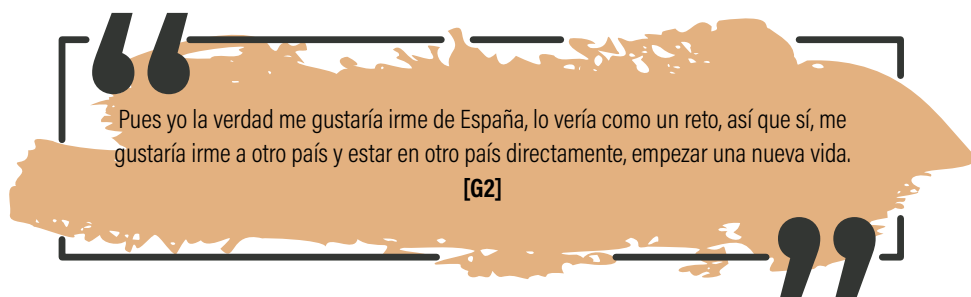 Pues yo la verdad me gustaría irme de España, lo vería como un reto, así que sí, me
gustaría irme a otro país y estar en otro país directamente, empezar una nueva vida.
[G2]